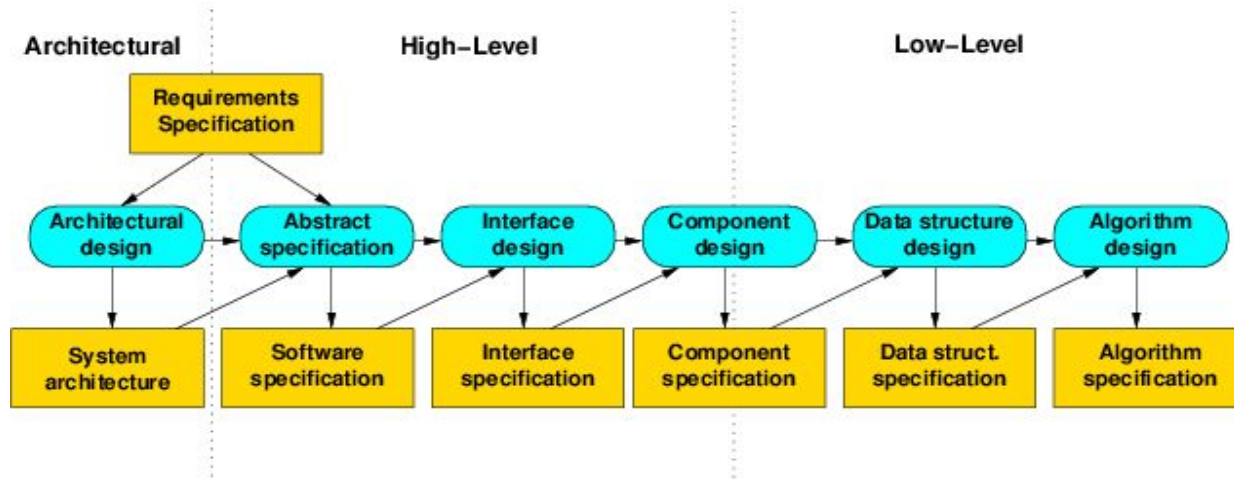 Architectural
High–Level
Low–Level
Requirements
Specification
Architectural
design
Abstract
specification
Interface
design
Component
design
Data structure
design
Algorithm
design
System
architecture
Software
specification
Interface
specification
Component
specification
Data struct.
specification
Algorithm
specification